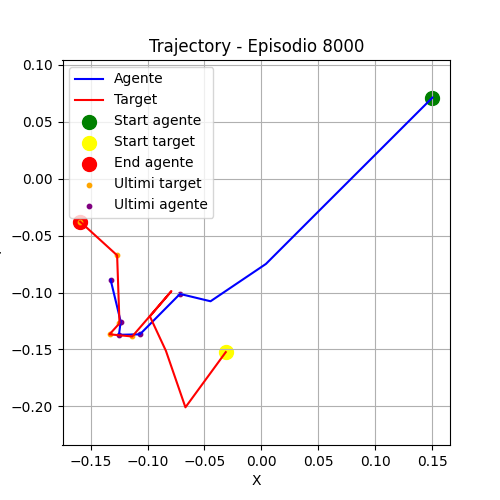 Trajectory - Episodio 8000
0.10
0.05
0.00
−0.05
−0.10
−0.15
−0.20
Agente
Target
Start agente
Start target
End agente
Ultimi target
Ultimi agente
−0.15 −0.10 −0.05 0.00 0.05 0.10 0.15
X